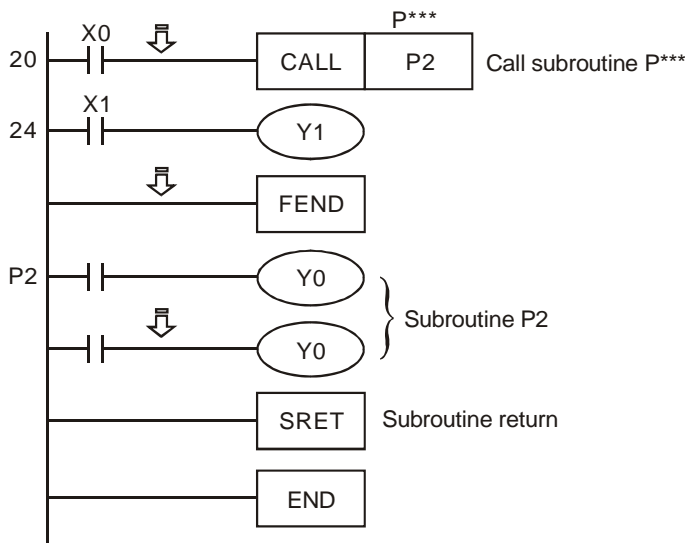 P***
X0
20 CALL P2 Call subroutine P***
X1
24 Y1
FEND
P2 Y0
Subroutine P2
Y0
SRET Subroutine return
END